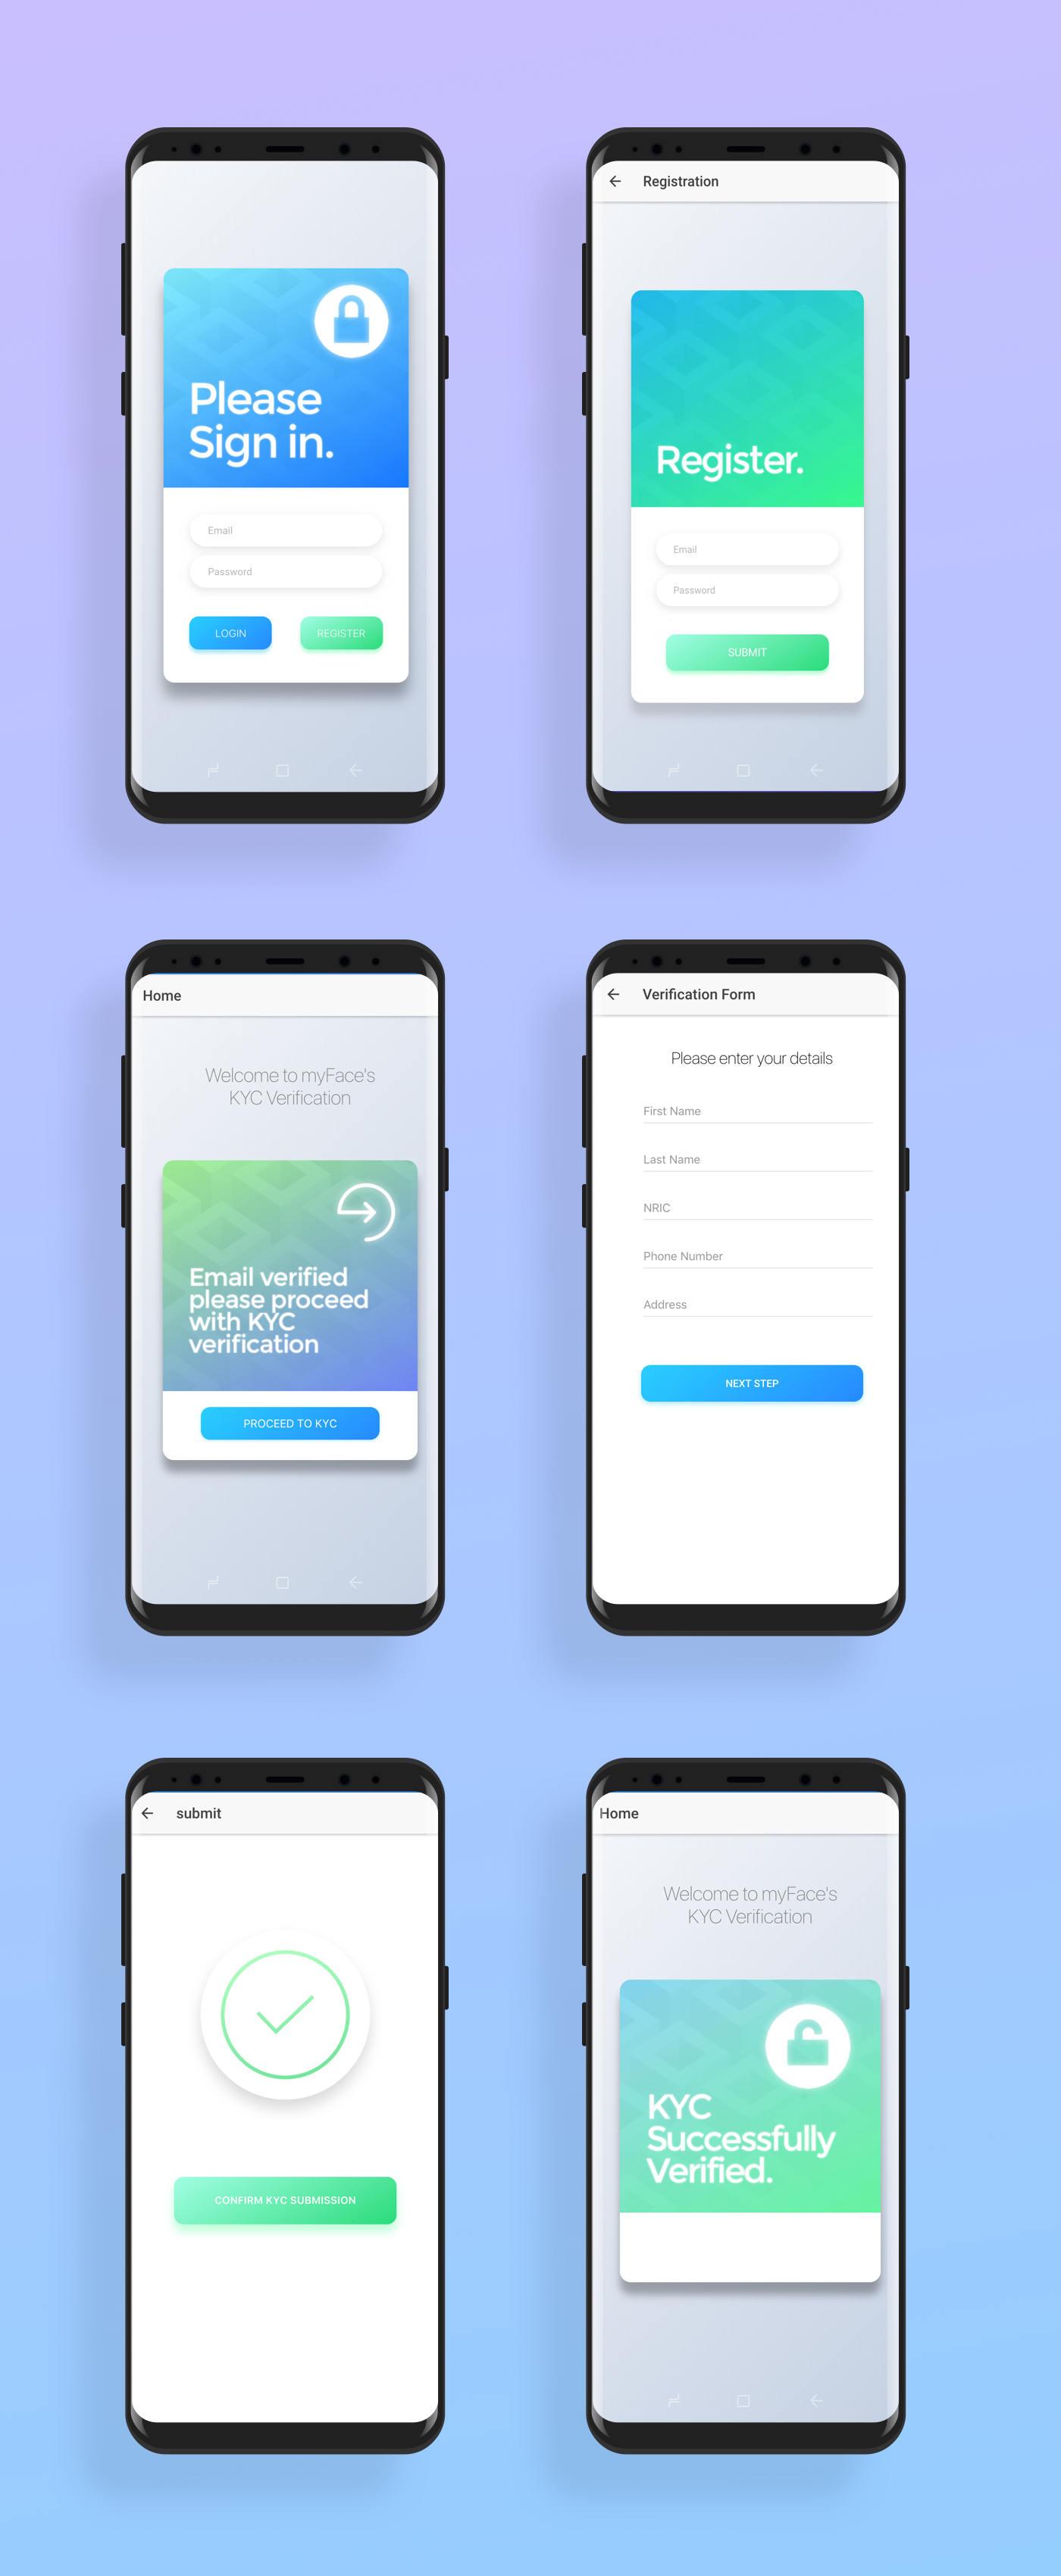 Please
Sign in.
Email
Password
LOGIN
REGISTER
Registration
Register.
Email
Password
SUBMIT
Home
Welcome to myFace's
KYC Verification
Email verified
please proceed
with KYC
verification
PROCEED TO KYC
Verification Form
Please enter your details
First Name
Last Name
NRIC
Phone Number
Address
NEXT STEP
submit
CONFIRM KYC SUBMISSION
Home
Welcome to myFace's
KYC Verification
KYC
Successfully
Verified.